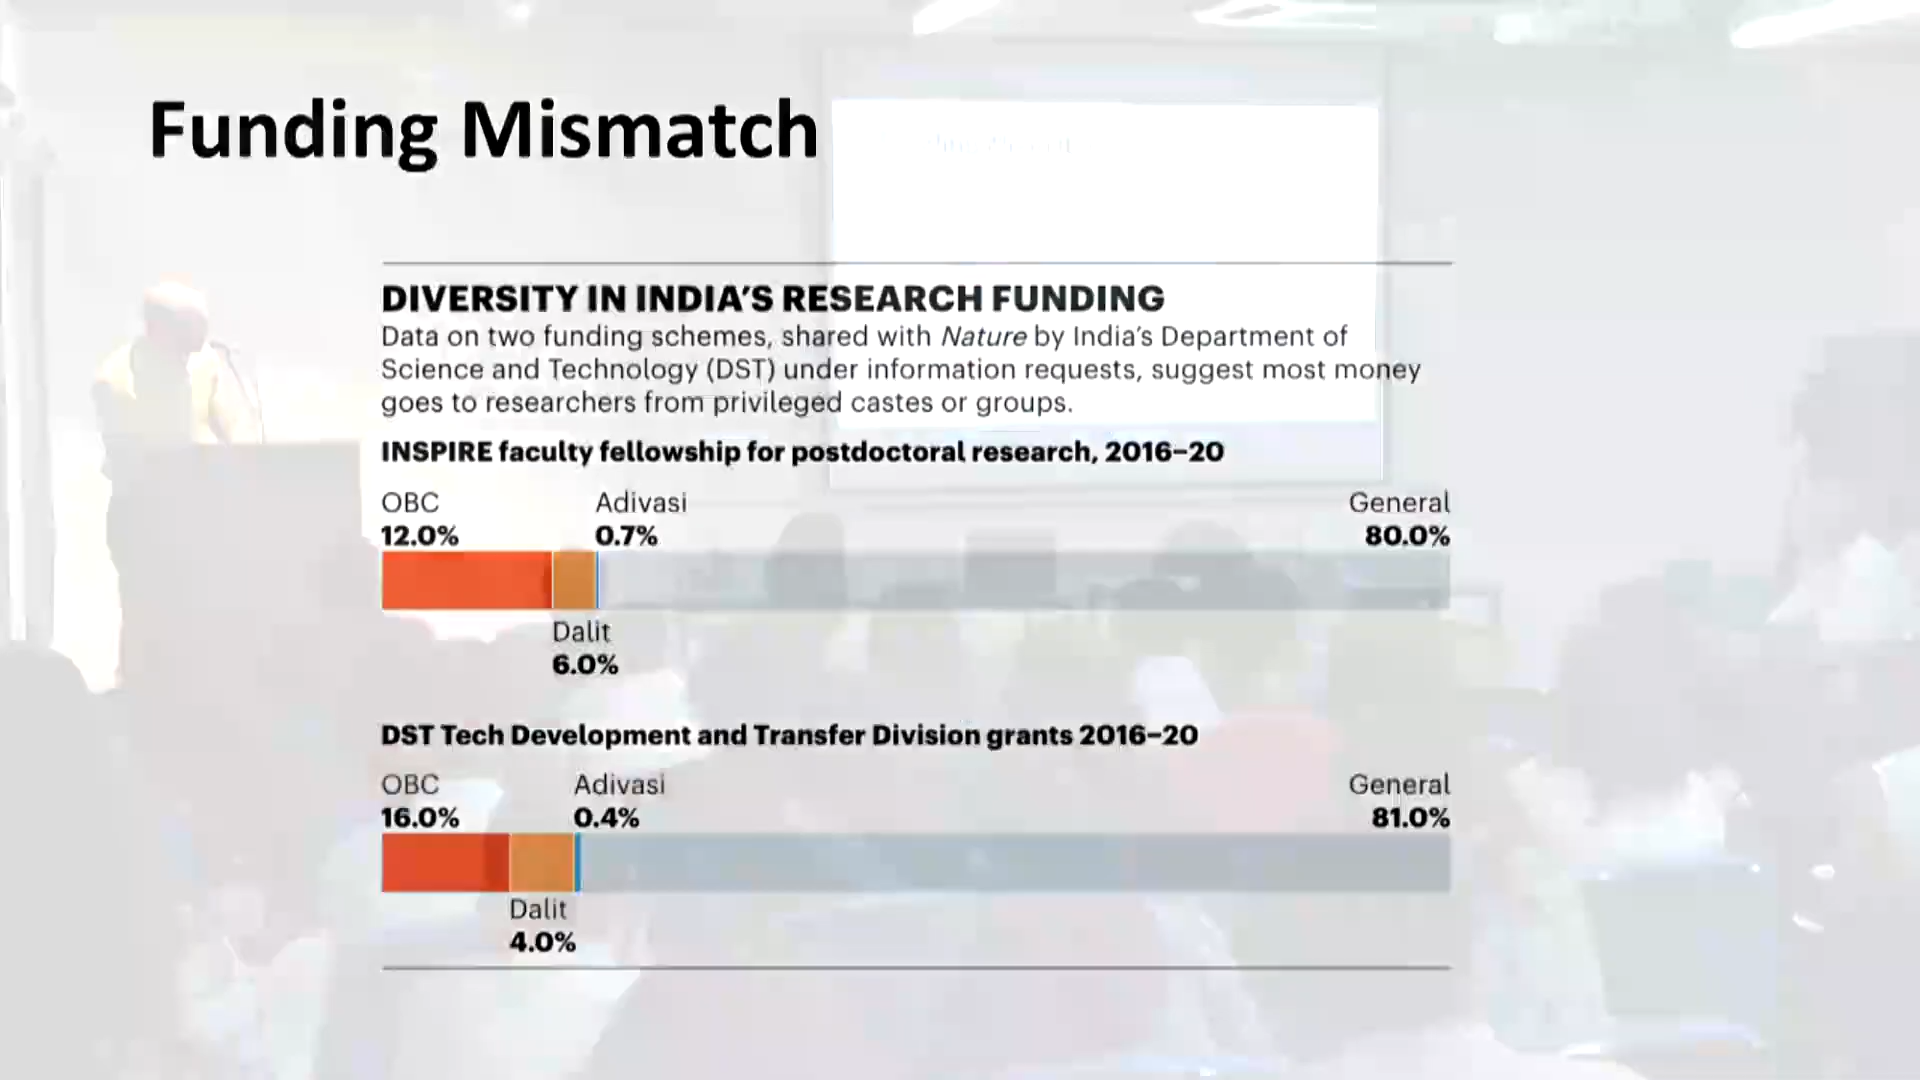 Funding Mismatch
DIVERSITY IN INDIA'S RESEARCH FUNDING
Data on two funding schemes, shared with Nature by India's Department of
Science and Technology (DST) under information requests, suggest most money
goes to researchers from privileged castes or groups.
INSPIRE faculty fellowship for postdoctoral research, 2016–20
OBC Adivasi General
12.0% 0.7% 80.0%
Dalit
6.0%
DST Tech Development and Transfer Division grants 2016–20
OBC Adivasi General
16.0% 0.4% 81.0%
Dalit
4.0%